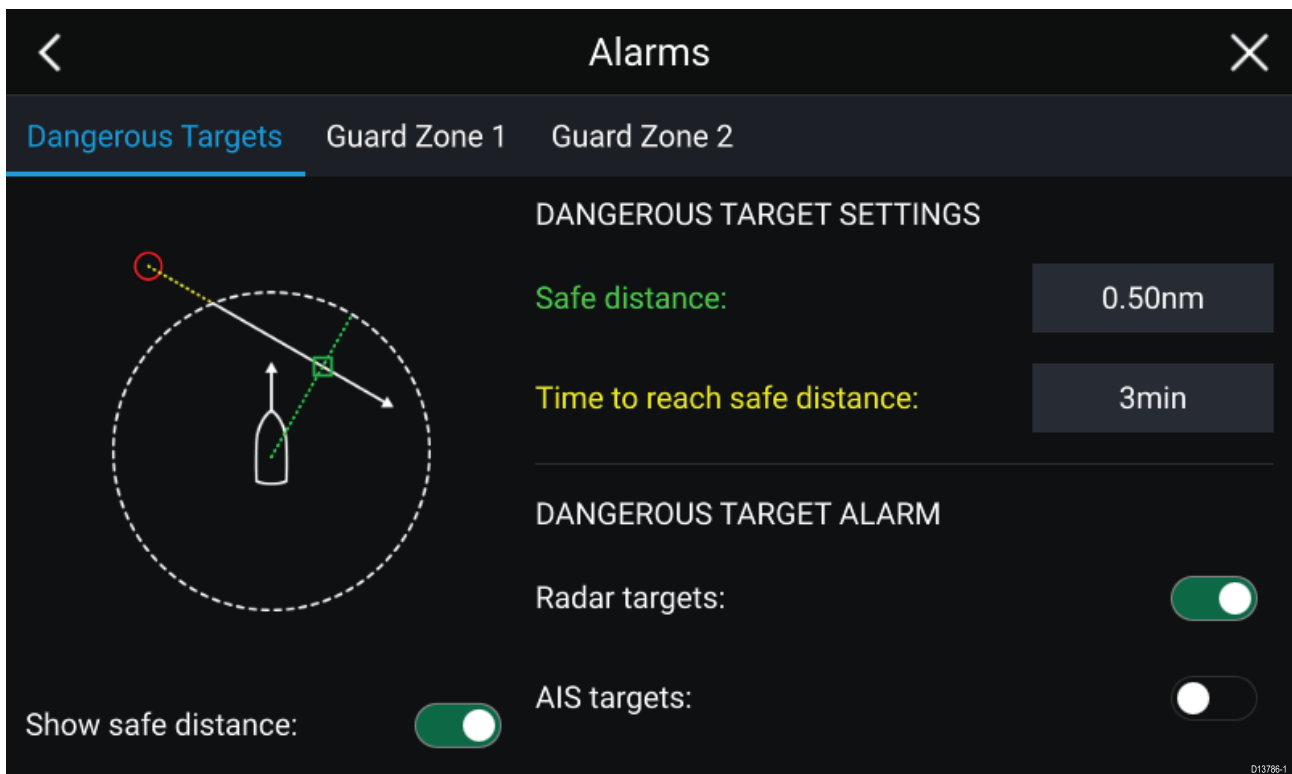 Alarms
Dangerous Targets Guard Zone 1 Guard Zone 2
DANGEROUS TARGET SETTINGS
Safe distance: 0.50nm
Time to reach safe distance: 3min
DANGEROUS TARGET ALARM
Radar targets:
AIS targets:
Show safe distance:
D13786-1